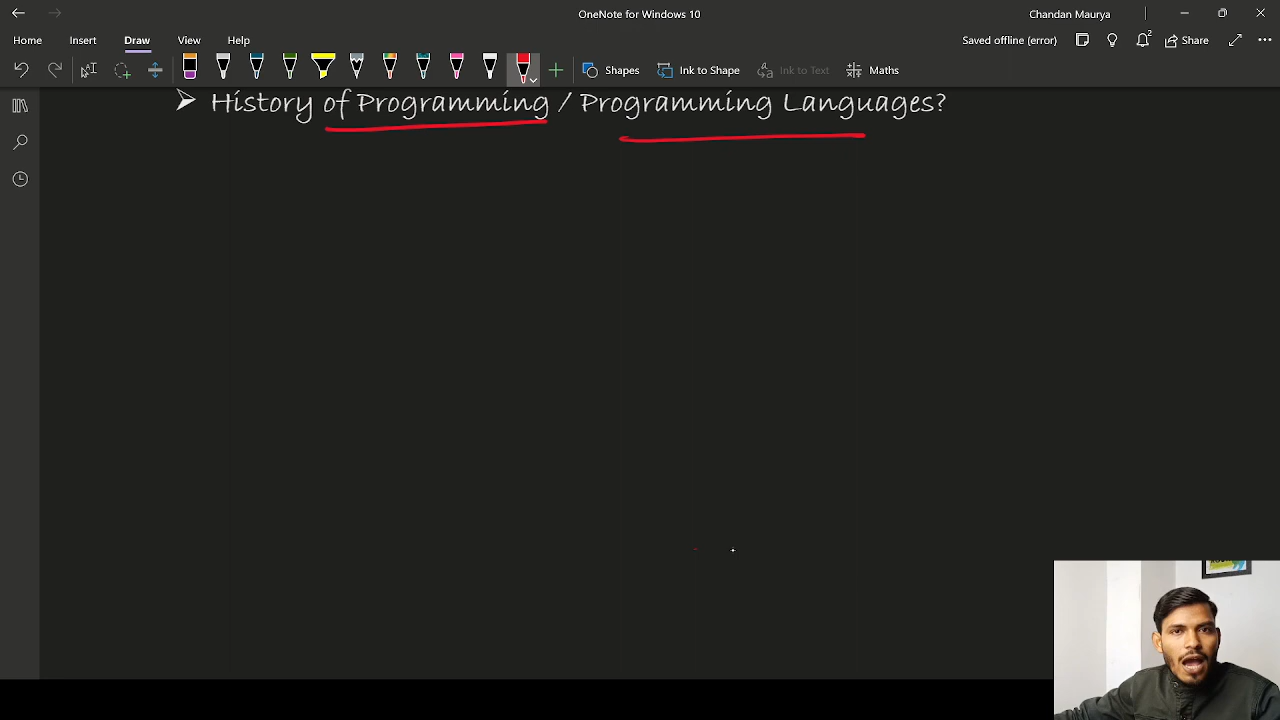 OneNote for Windows 10
Chandan Maurya
Home Insert Draw View Help
Saved offline (error)
Share
Shapes
Ink to Shape
Ink to Text
Maths
➢ History of Programming / Programming Languages?